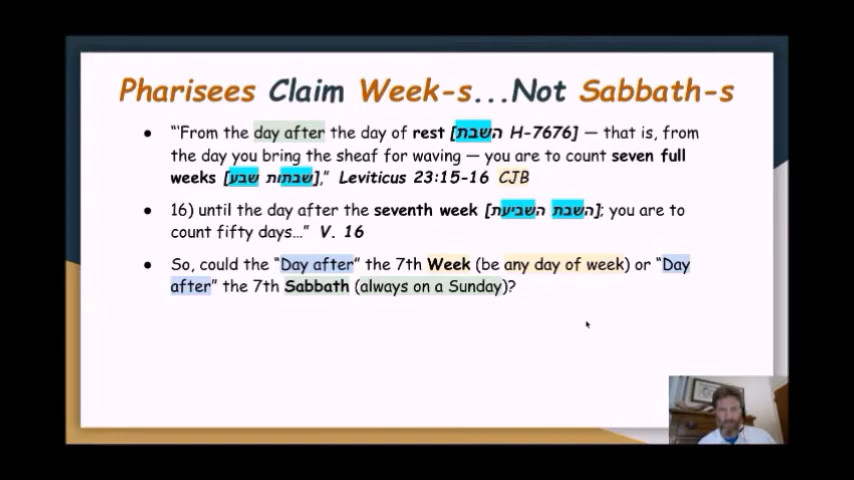 Pharisees Claim Week-s...Not Sabbath-s
● "'From the day after the day of rest [השבת H-7676] — that is, from
the day you bring the sheaf for waving — you are to count seven full
weeks [שבע שבתות]," Leviticus 23:15-16 CJB
● 16) until the day after the seventh week [השבת השביעת]; you are to
count fifty days…" V. 16
● So, could the "Day after" the 7th Week (be any day of week) or "Day
after" the 7th Sabbath (always on a Sunday)?